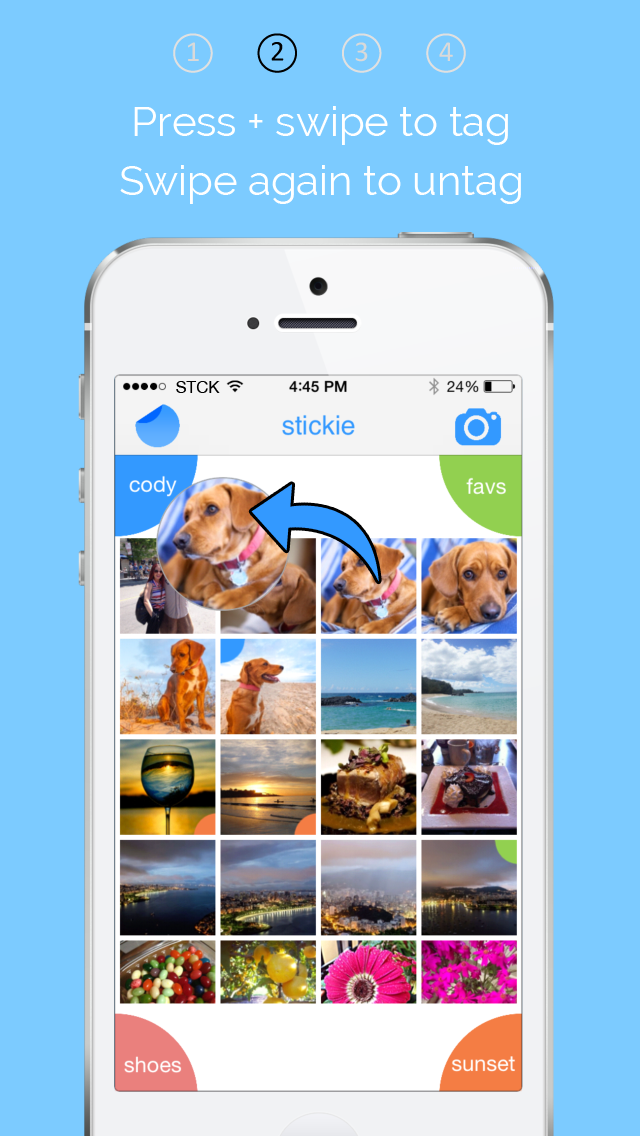 1 2 3 4
Press + swipe to tag
Swipe again to untag
STCK 4:45 PM 24%
stickie
cody favs
shoes sunset